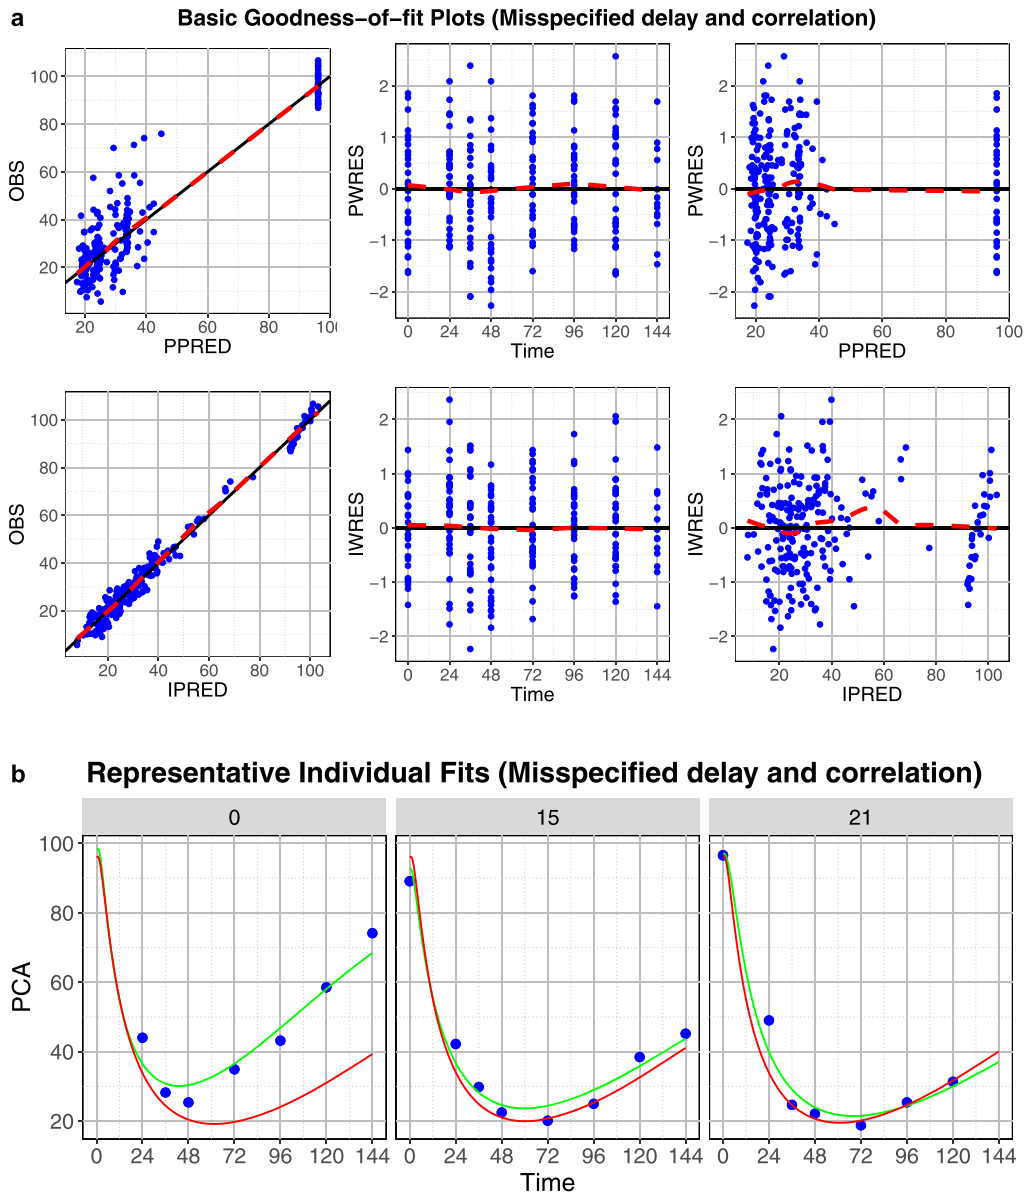 a
Basic Goodness−of−fit Plots (Misspecified delay and correlation)
OBS
100
80
60
40
20
20 40 60 80 10
PPRED
PWRES
2
1
0
−1
−2
0 24 48 72 96 120 144
Time
PWRES
2
1
0
−1
−2
20 40 60 80 100
PPRED
OBS
100
80
60
40
20
20 40 60 80 100
IPRED
IWRES
2
1
0
−1
−2
0 24 48 72 96 120 144
Time
IWRES
2
1
0
−1
−2
20 40 60 80 100
IPRED
b
Representative Individual Fits (Misspecified delay and correlation)
0 15 21
PCA
100
80
60
40
20
0 24 48 72 96 120 144 0 24 48 72 96 120 144 0 24 48 72 96 120 144
Time